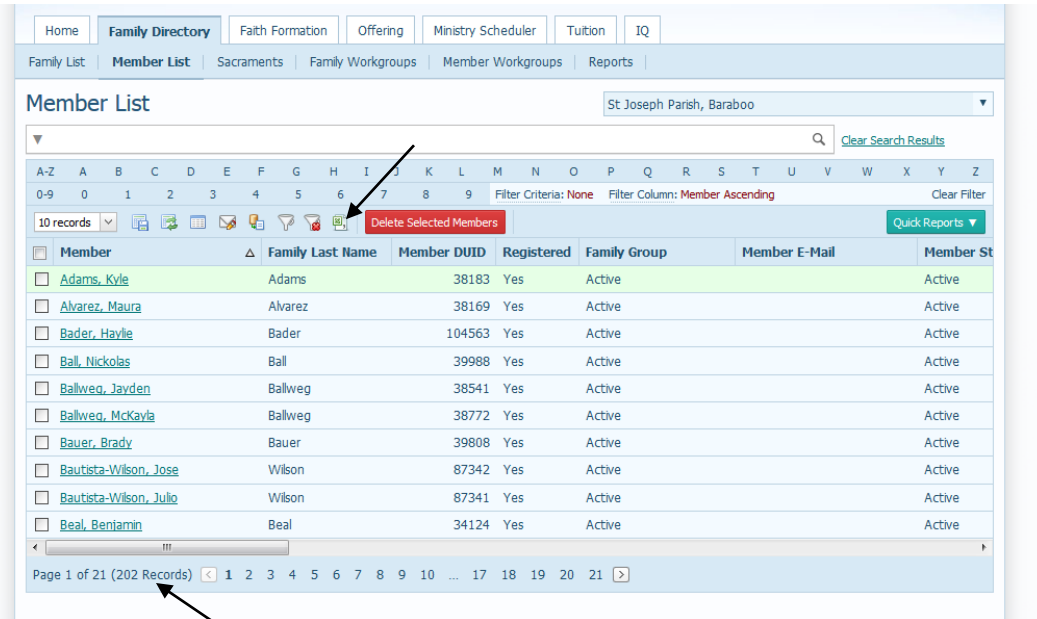 Home Family Directory Faith Formation Offering Ministry Scheduler Tuition IQ
Family List Member List Sacraments Family Workgroups Member Workgroups Reports
Member List St Joseph Parish, Baraboo
Clear Search Results
A-Z A B C D E F G H I J K L M N O P Q R S T U V W X Y Z
0-9 0 1 2 3 4 5 6 7 8 9 Filter Criteria: None Filter Column: Member Ascending Clear Filter
10 records Delete Selected Members Quick Reports
Member Family Last Name Member DUID Registered Family Group Member E-Mail Member St
Adams, Kyle Adams 38183 Yes Active Active
Alvarez, Maura Alvarez 38169 Yes Active Active
Bader, Haylie Bader 104563 Yes Active Active
Ball, Nickolas Ball 39988 Yes Active Active
Ballweg, Jayden Ballweg 38541 Yes Active Active
Ballweg, McKayla Ballweg 38772 Yes Active Active
Bauer, Brady Bauer 39808 Yes Active Active
Bautista-Wilson, Jose Wilson 87342 Yes Active Active
Bautista-Wilson, Julio Wilson 87341 Yes Active Active
Beal, Benjamin Beal 34124 Yes Active Active
Page 1 of 21 (202 Records) < 1 2 3 4 5 6 7 8 9 10 ... 17 18 19 20 21 >